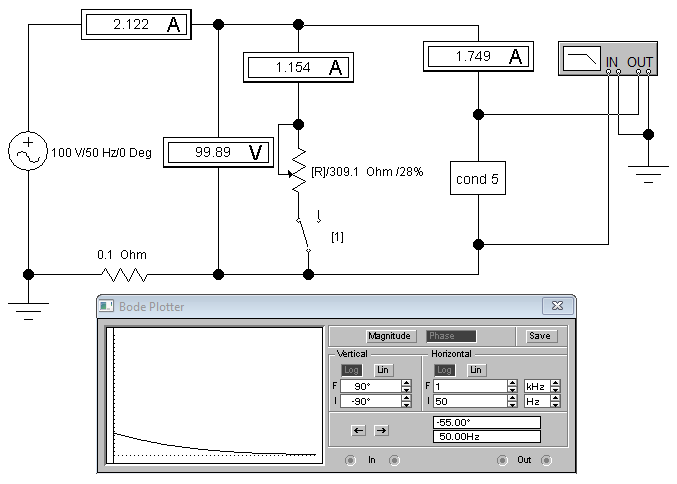 2.122 A
1.154 A
1.749 A
IN OUT
100 V/50 Hz/0 Deg
99.89 V
[R]/309.1 Ohm /28%
cond 5
[1]
0.1 Ohm
Bode Plotter
Magnitude Phase Save
Vertical Horizontal
Log Lin Log Lin
F 90° F 1 kHz
I -90° I 50 Hz
-55.00°
50.00Hz
In Out